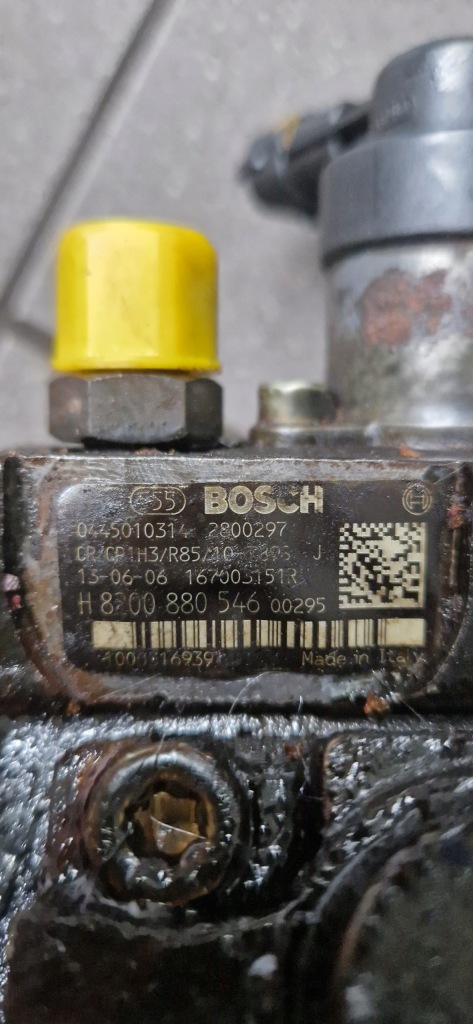 BOSCH
0445010314 2800297
CR/CP1H3/R85/10- J
13-06-06 167003151R
H 8200 880 546 00295
Made in Italy